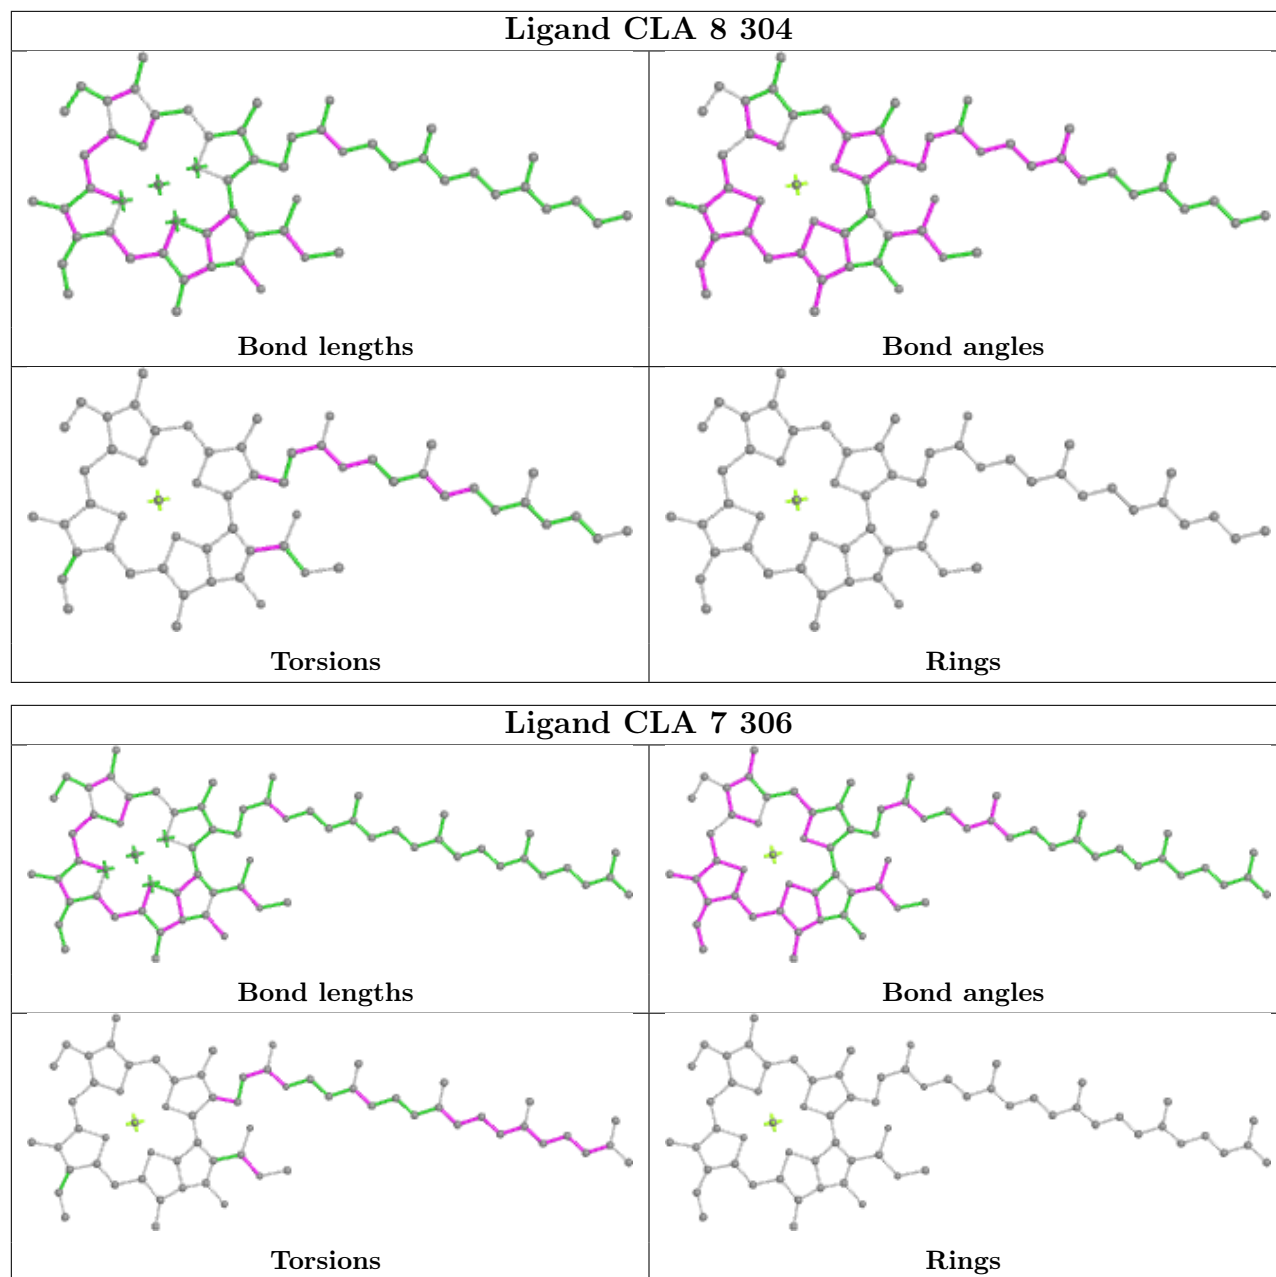 Ligand CLA 8 304
Bond lengths
Bond angles
Torsions
Rings
Ligand CLA 7 306
Bond lengths
Bond angles
Torsions
Rings